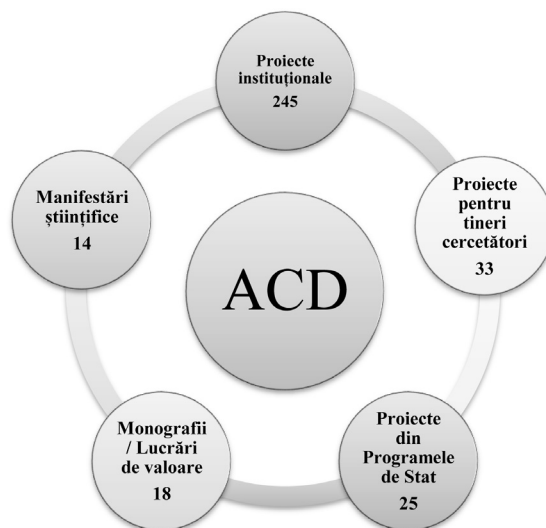 Proiecte
instituționale
245
Proiecte
pentru
tineri
cercetători
33
Proiecte
din
Programele
de Stat
25
Monografii
/ Lucrări
de valoare
18
Manifestări
științifice
14
ACD